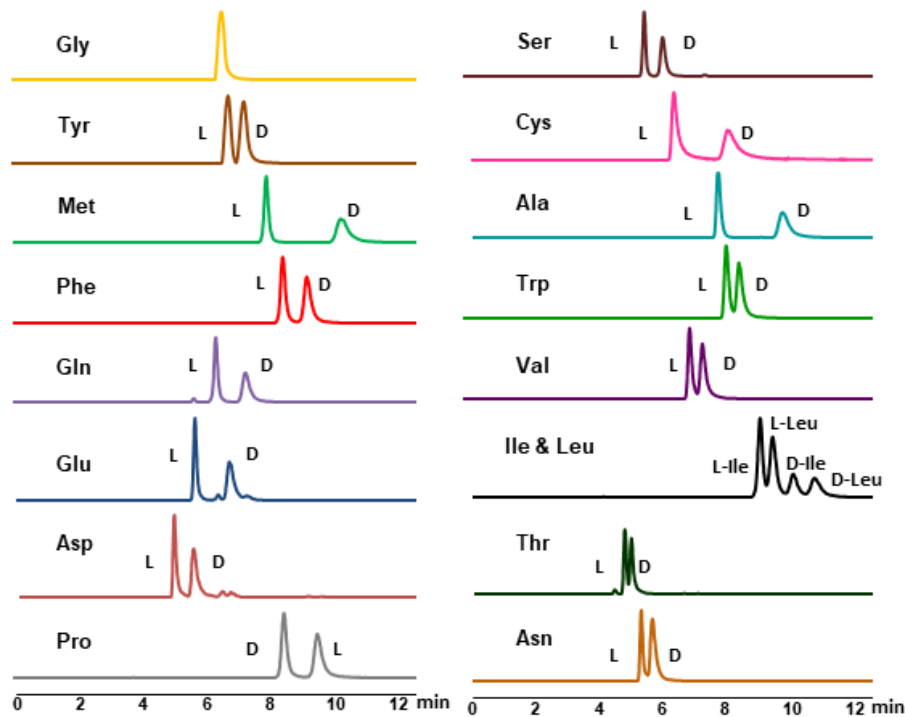 Gly
Tyr L D
Met L D
Phe L D
Gln L D
Glu L D
Asp L D
Pro D L
0 2 4 6 8 10 12 min
Ser L D
Cys L D
Ala L D
Trp L D
Val L D
Ile & Leu L-Ile L-Leu D-Ile D-Leu
Thr L D
Asn L D
0 2 4 6 8 10 12 min